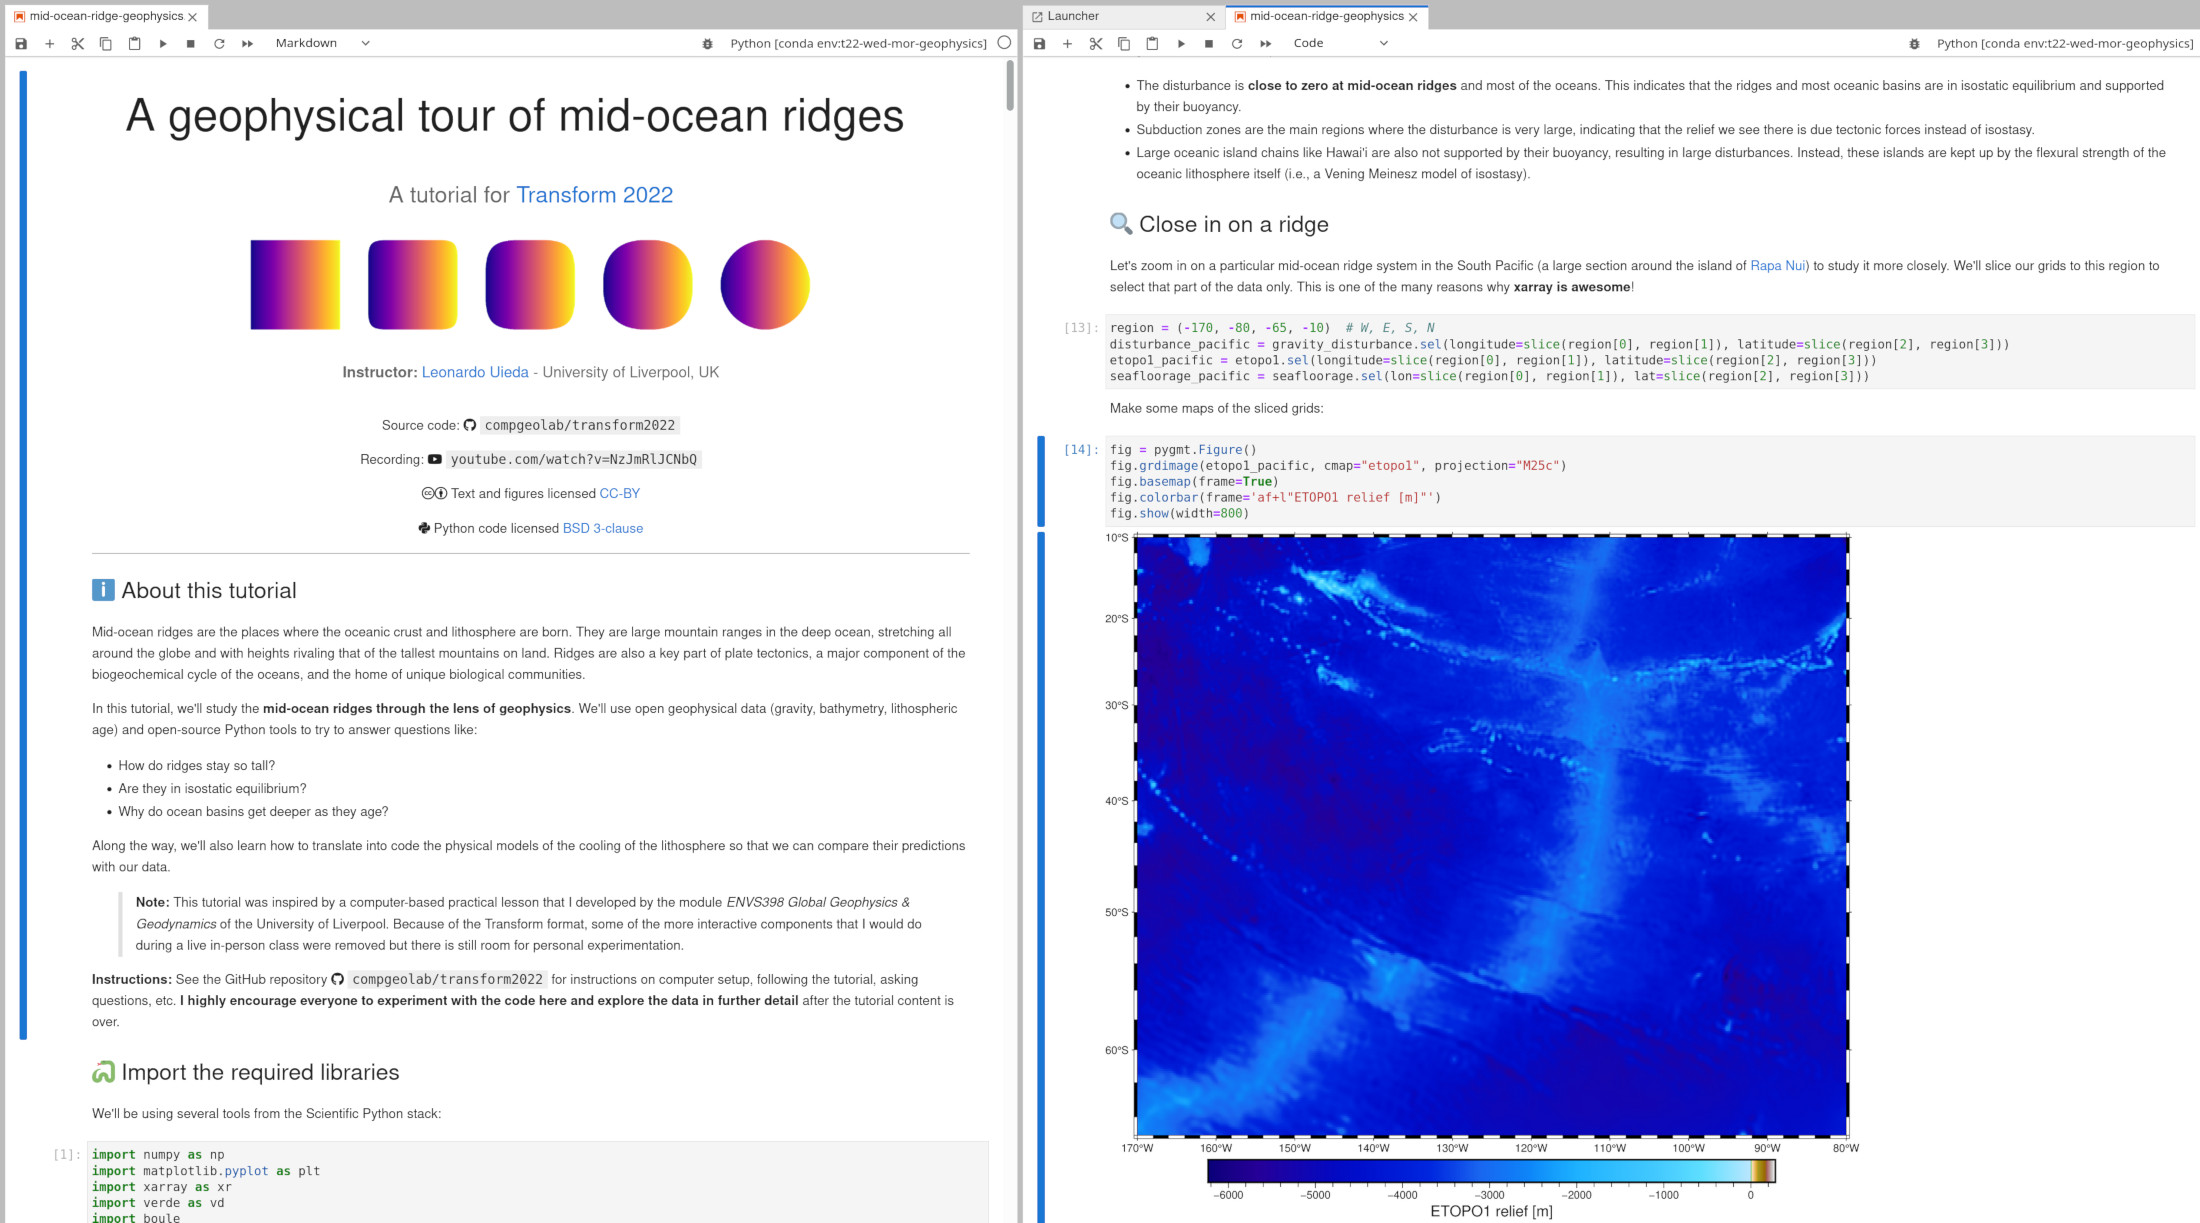 mid-ocean-ridge-geophysics.
Markdown
Python [conda env:t22-wed-mor-geophysics]
A geophysical tour of mid-ocean ridges
A tutorial for Transform 2022
Instructor: Leonardo Uieda - University of Liverpool, UK
Source code: compgeolab/transform2022
Recording: youtube.com/watch?v=NzJmRlJCNbQ
Text and figures licensed CC-BY
Python code licensed BSD 3-clause
About this tutorial
Mid-ocean ridges are the places where the oceanic crust and lithosphere are born. They are large mountain ranges in the deep ocean, stretching all
around the globe and with heights rivaling that of the tallest mountains on land. Ridges are also a key part of plate tectonics, a major component of the
biogeochemical cycle of the oceans, and the home of unique biological communities.
In this tutorial, we'll study the mid-ocean ridges through the lens of geophysics. We'll use open geophysical data (gravity, bathymetry, lithospheric
age) and open-source Python tools to try to answer questions like:
• How do ridges stay so tall?
• Are they in isostatic equilibrium?
• Why do ocean basins get deeper as they age?
Along the way, we'll also learn how to translate into code the physical models of the cooling of the lithosphere so that we can compare their predictions
with our data.
Note: This tutorial was inspired by a computer-based practical lesson that I developed by the module ENVS398 Global Geophysics &
Geodynamics of the University of Liverpool. Because of the Transform format, some of the more interactive components that I would do
during a live in-person class were removed but there is still room for personal experimentation.
Instructions: See the GitHub repository compgeolab/transform2022 for instructions on computer setup, following the tutorial, asking
questions, etc. I highly encourage everyone to experiment with the code here and explore the data in further detail after the tutorial content is
over.
Import the required libraries
We'll be using several tools from the Scientific Python stack:
[1]: import numpy as np
import matplotlib.pyplot as plt
import xarray as xr
import verde as vd
import boule
Launcher
mid-ocean-ridge-geophysics
Code
Python [conda env:t22-wed-mor-geophysics]
• The disturbance is close to zero at mid-ocean ridges and most of the oceans. This indicates that the ridges and most oceanic basins are in isostatic equilibrium and supported
by their buoyancy.
• Subduction zones are the main regions where the disturbance is very large, indicating that the relief we see there is due tectonic forces instead of isostasy.
• Large oceanic island chains like Hawai'i are also not supported by their buoyancy, resulting in large disturbances. Instead, these islands are kept up by the flexural strength of the
oceanic lithosphere itself (i.e., a Vening Meinesz model of isostasy).
Close in on a ridge
Let's zoom in on a particular mid-ocean ridge system in the South Pacific (a large section around the island of Rapa Nui) to study it more closely. We'll slice our grids to this region to
select that part of the data only. This is one of the many reasons why xarray is awesome!
[13]: region = (-170, -80, -65, -10)  # W, E, S, N
disturbance_pacific = gravity_disturbance.sel(longitude=slice(region[0], region[1]), latitude=slice(region[2], region[3]))
etopo1_pacific = etopo1.sel(longitude=slice(region[0], region[1]), latitude=slice(region[2], region[3]))
seafloorage_pacific = seafloorage.sel(lon=slice(region[0], region[1]), lat=slice(region[2], region[3]))
Make some maps of the sliced grids:
[14]: fig = pygmt.Figure()
fig.grdimage(etopo1_pacific, cmap="etopo1", projection="M25c")
fig.basemap(frame=True)
fig.colorbar(frame='af+l"ETOPO1 relief [m]"')
fig.show(width=800)
10°S
20°S
30°S
40°S
50°S
60°S
170°W 160°W 150°W 140°W 130°W 120°W 110°W 100°W 90°W 80°W
−6000 −5000 −4000 −3000 −2000 −1000 0
ETOPO1 relief [m]